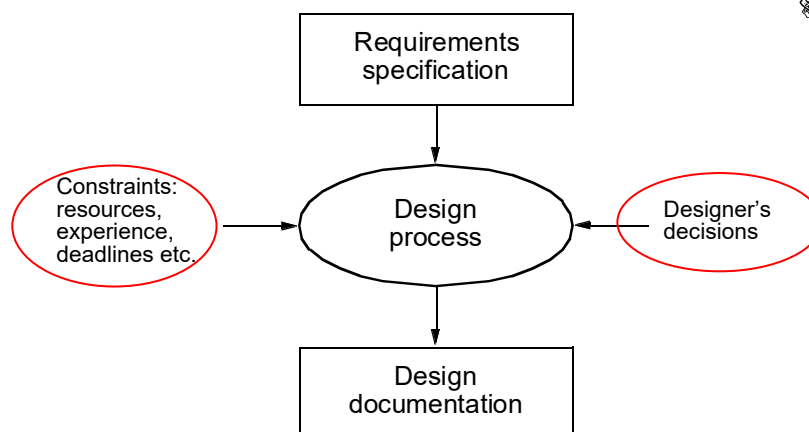 Requirements
specification
Constraints:
resources,
experience,
deadlines etc.
Design
process
Designer's
decisions
Design
documentation